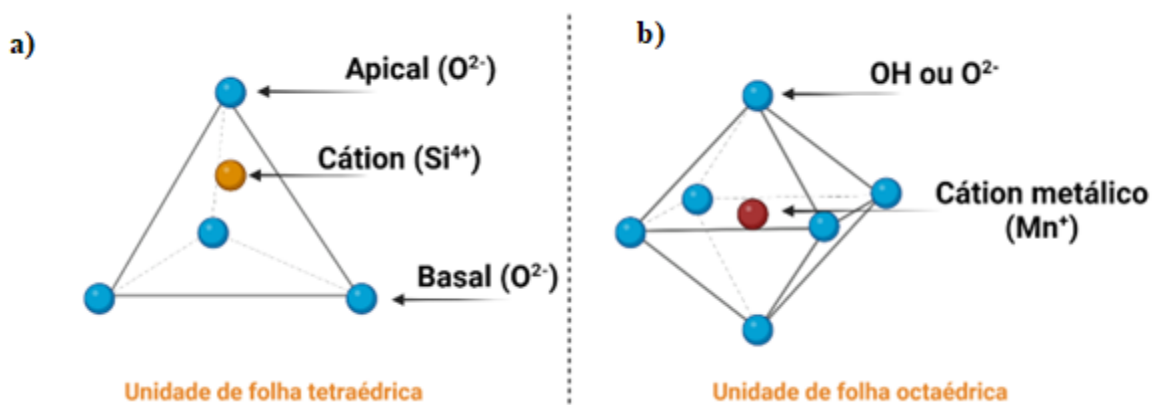 a)
Apical (O²⁻)
Cátion (Si⁴⁺)
Basal (O²⁻)
Unidade de folha tetraédrica
b)
OH ou O²⁻
Cátion metálico
(Mn⁺)
Unidade de folha octaédrica